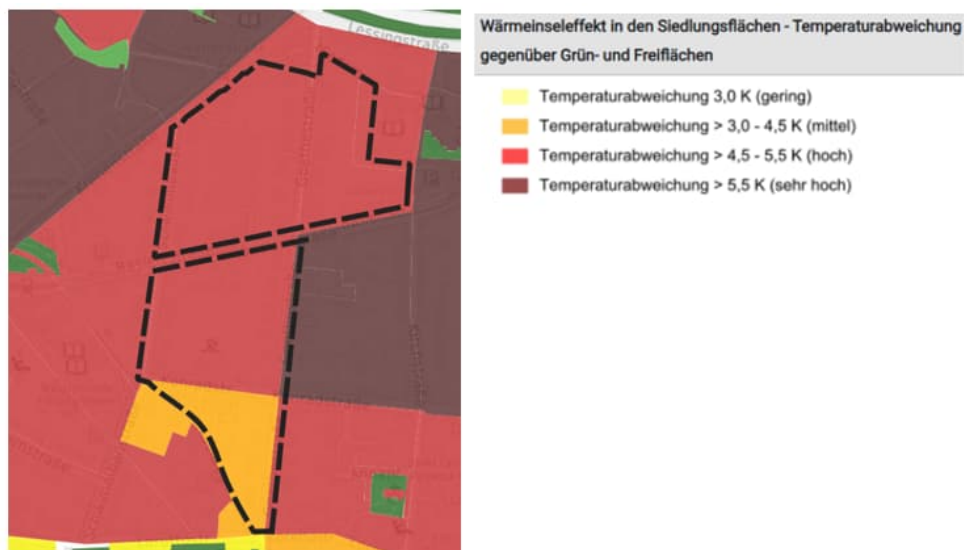 Lessingstraße
Wärmeinseleffekt in den Siedlungsflächen - Temperaturabweichung
gegenüber Grün- und Freiflächen
Temperaturabweichung 3,0 K (gering)
Temperaturabweichung > 3,0 - 4,5 K (mittel)
Temperaturabweichung > 4,5 - 5,5 K (hoch)
Temperaturabweichung > 5,5 K (sehr hoch)